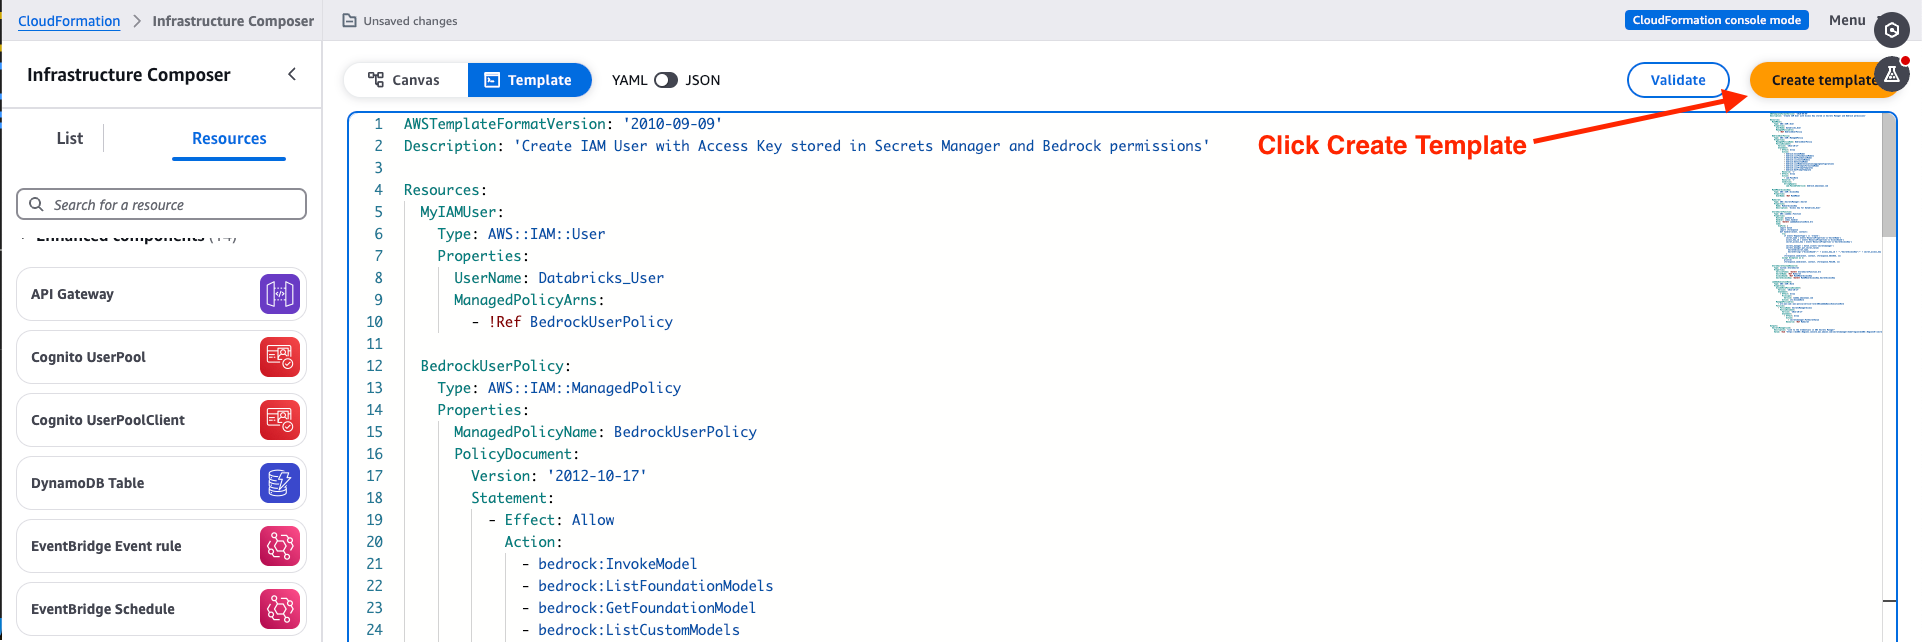 CloudFormation > Infrastructure Composer
Unsaved changes
CloudFormation console mode
Menu
Infrastructure Composer
Canvas
Template
YAML
JSON
Validate
Create template
List
Resources
Search for a resource
Enhanced components (14)
API Gateway
Cognito UserPool
Cognito UserPoolClient
DynamoDB Table
EventBridge Event rule
EventBridge Schedule
Click Create Template
1 AWSTemplateFormatVersion: '2010-09-09'
2 Description: 'Create IAM User with Access Key stored in Secrets Manager and Bedrock permissions'
3
4 Resources:
5 MyIAMUser:
6 Type: AWS::IAM::User
7 Properties:
8 UserName: Databricks_User
9 ManagedPolicyArns:
10 - !Ref BedrockUserPolicy
11
12 BedrockUserPolicy:
13 Type: AWS::IAM::ManagedPolicy
14 Properties:
15 ManagedPolicyName: BedrockUserPolicy
16 PolicyDocument:
17 Version: '2012-10-17'
18 Statement:
19 - Effect: Allow
20 Action:
21 - bedrock:InvokeModel
22 - bedrock:ListFoundationModels
23 - bedrock:GetFoundationModel
24 - bedrock:ListCustomModels